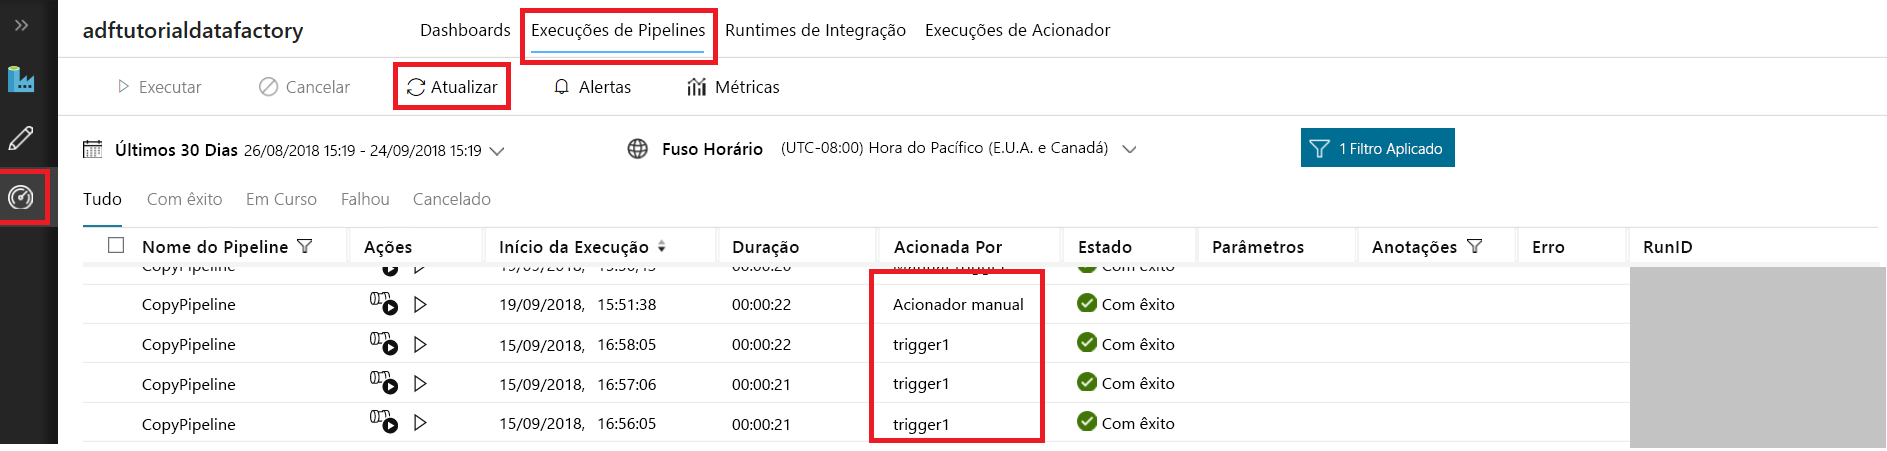 adftutorialdatafactory Dashboards Execuções de Pipelines Runtimes de Integração Execuções de Acionador
Executar Cancelar Atualizar Alertas Métricas
Últimos 30 Dias 26/08/2018 15:19 - 24/09/2018 15:19 Fuso Horário (UTC-08:00) Hora do Pacífico (E.U.A. e Canadá) 1 Filtro Aplicado
Tudo Com êxito Em Curso Falhou Cancelado
Nome do Pipeline Ações Início da Execução Duração Acionada Por Estado Parâmetros Anotações Erro RunID
CopyPipeline Com êxito
CopyPipeline 19/09/2018, 15:51:38 00:00:22 Acionador manual Com êxito
CopyPipeline 15/09/2018, 16:58:05 00:00:22 trigger1 Com êxito
CopyPipeline 15/09/2018, 16:57:06 00:00:21 trigger1 Com êxito
CopyPipeline 15/09/2018, 16:56:05 00:00:21 trigger1 Com êxito